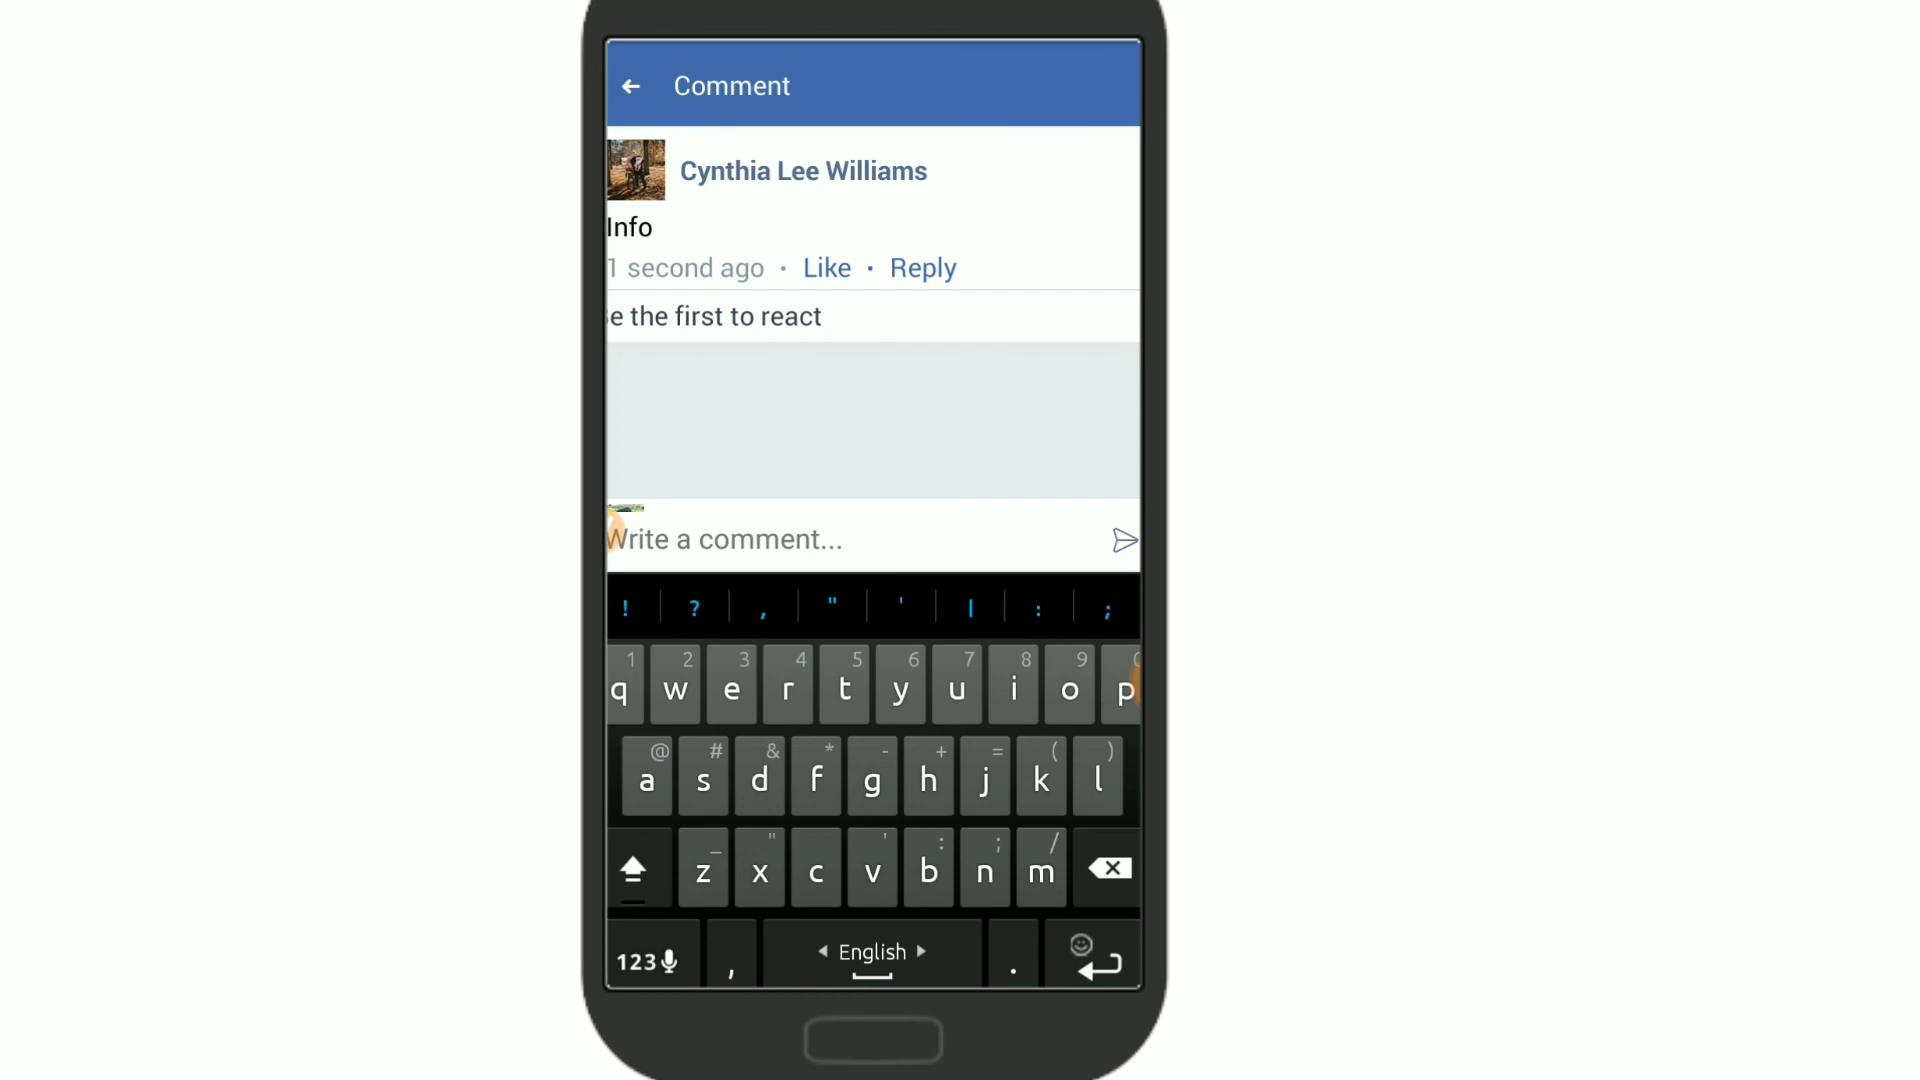 Comment
Cynthia Lee Williams
Info
1 second ago • Like • Reply
e the first to react
Write a comment...
! ? , " ' | : ;
1 2 3 4 5 6 7 8 9 0
q w e r t y u i o p
@ # & * - + = ( )
a s d f g h j k l
_ " ' : ; /
z x c v b n m
123 , English .